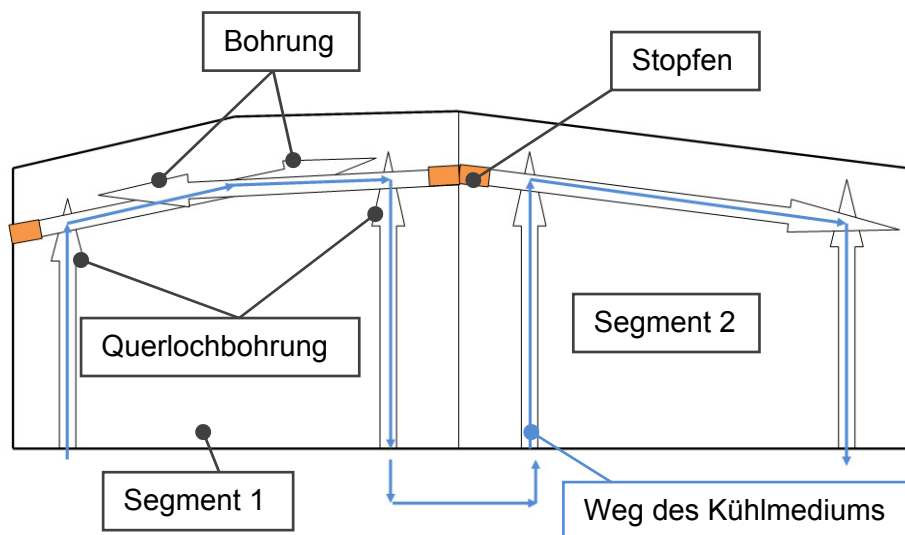 Bohrung
Stopfen
Querlochbohrung
Segment 2
Segment 1
Weg des Kühlmediums